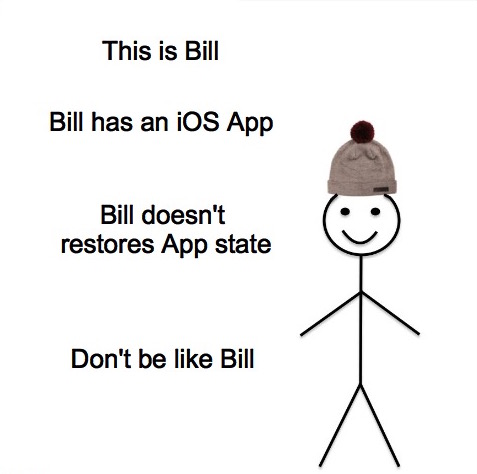 This is Bill
Bill has an iOS App
Bill doesn't
restores App state
Don't be like Bill